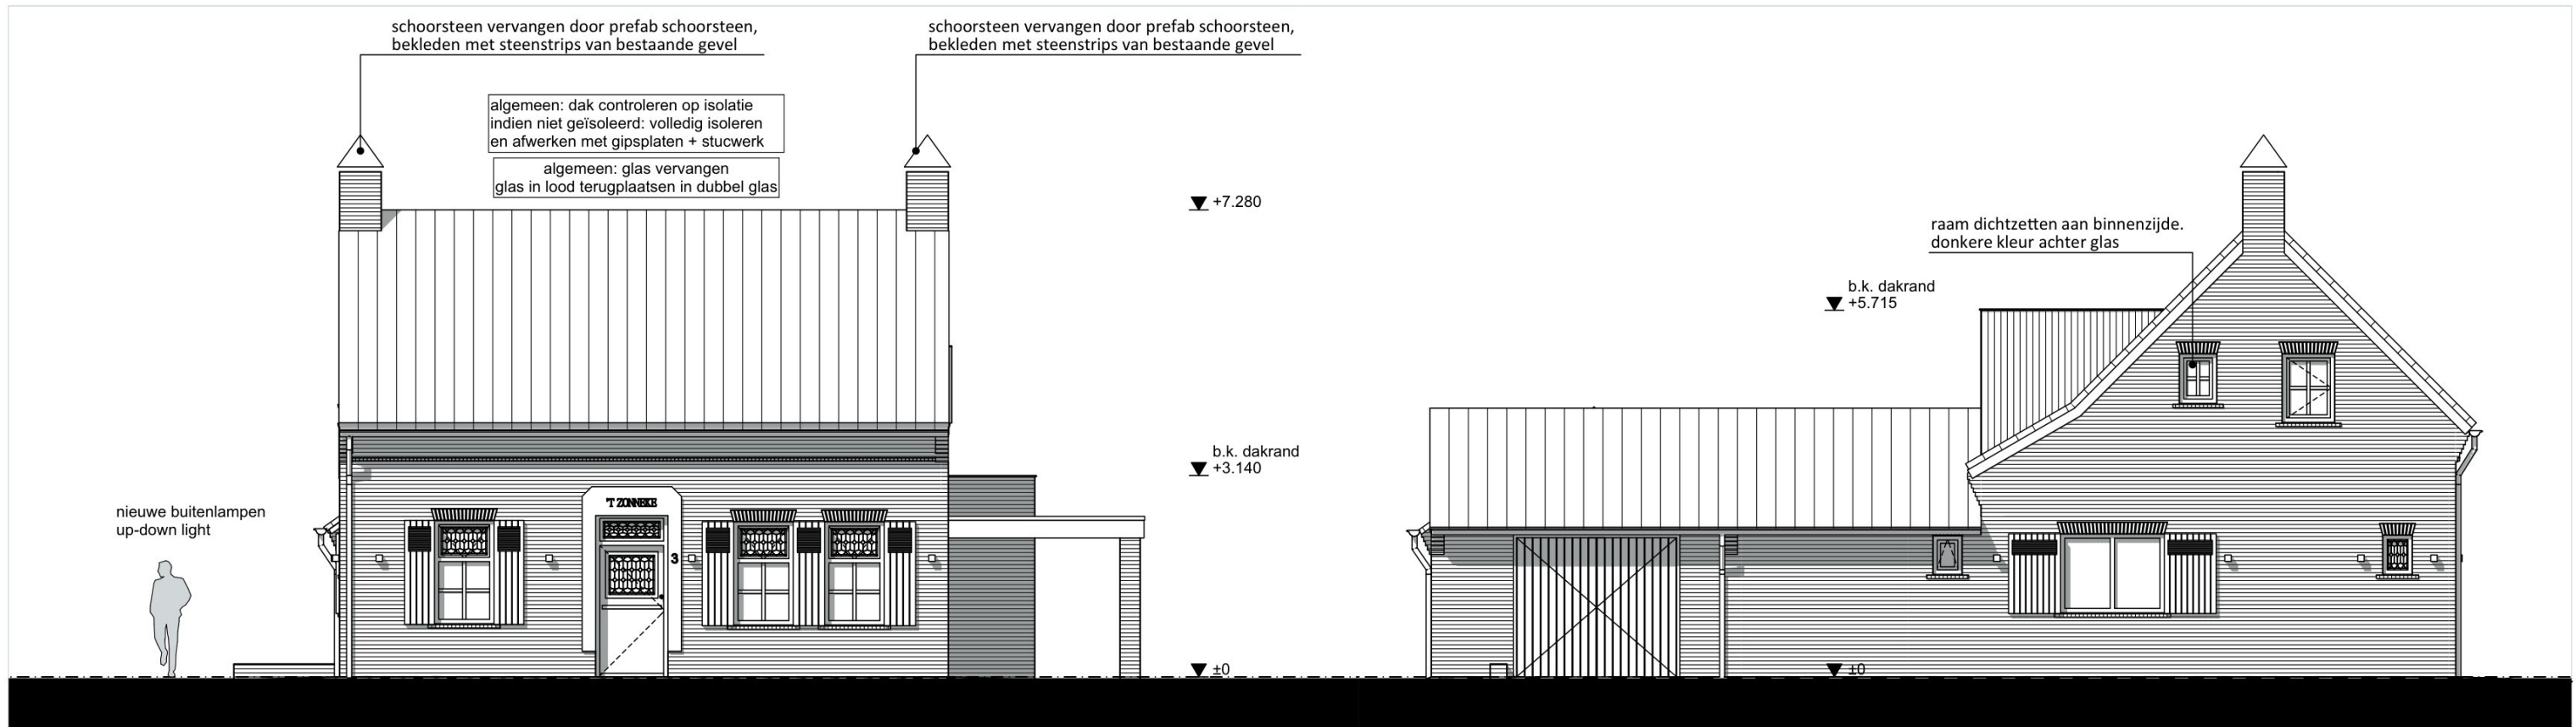 schoorsteen vervangen door prefab schoorsteen,
bekleden met steenstrips van bestaande gevel
schoorsteen vervangen door prefab schoorsteen,
bekleden met steenstrips van bestaande gevel
algemeen: dak controleren op isolatie
indien niet geïsoleerd: volledig isoleren
en afwerken met gipsplaten + stucwerk
algemeen: glas vervangen
glas in lood terugplaatsen in dubbel glas
+7.280
raam dichtzetten aan binnenzijde.
donkere kleur achter glas
b.k. dakrand
+5.715
b.k. dakrand
+3.140
nieuwe buitenlampen
up-down light
'T ZONNEKE
3
±0
±0